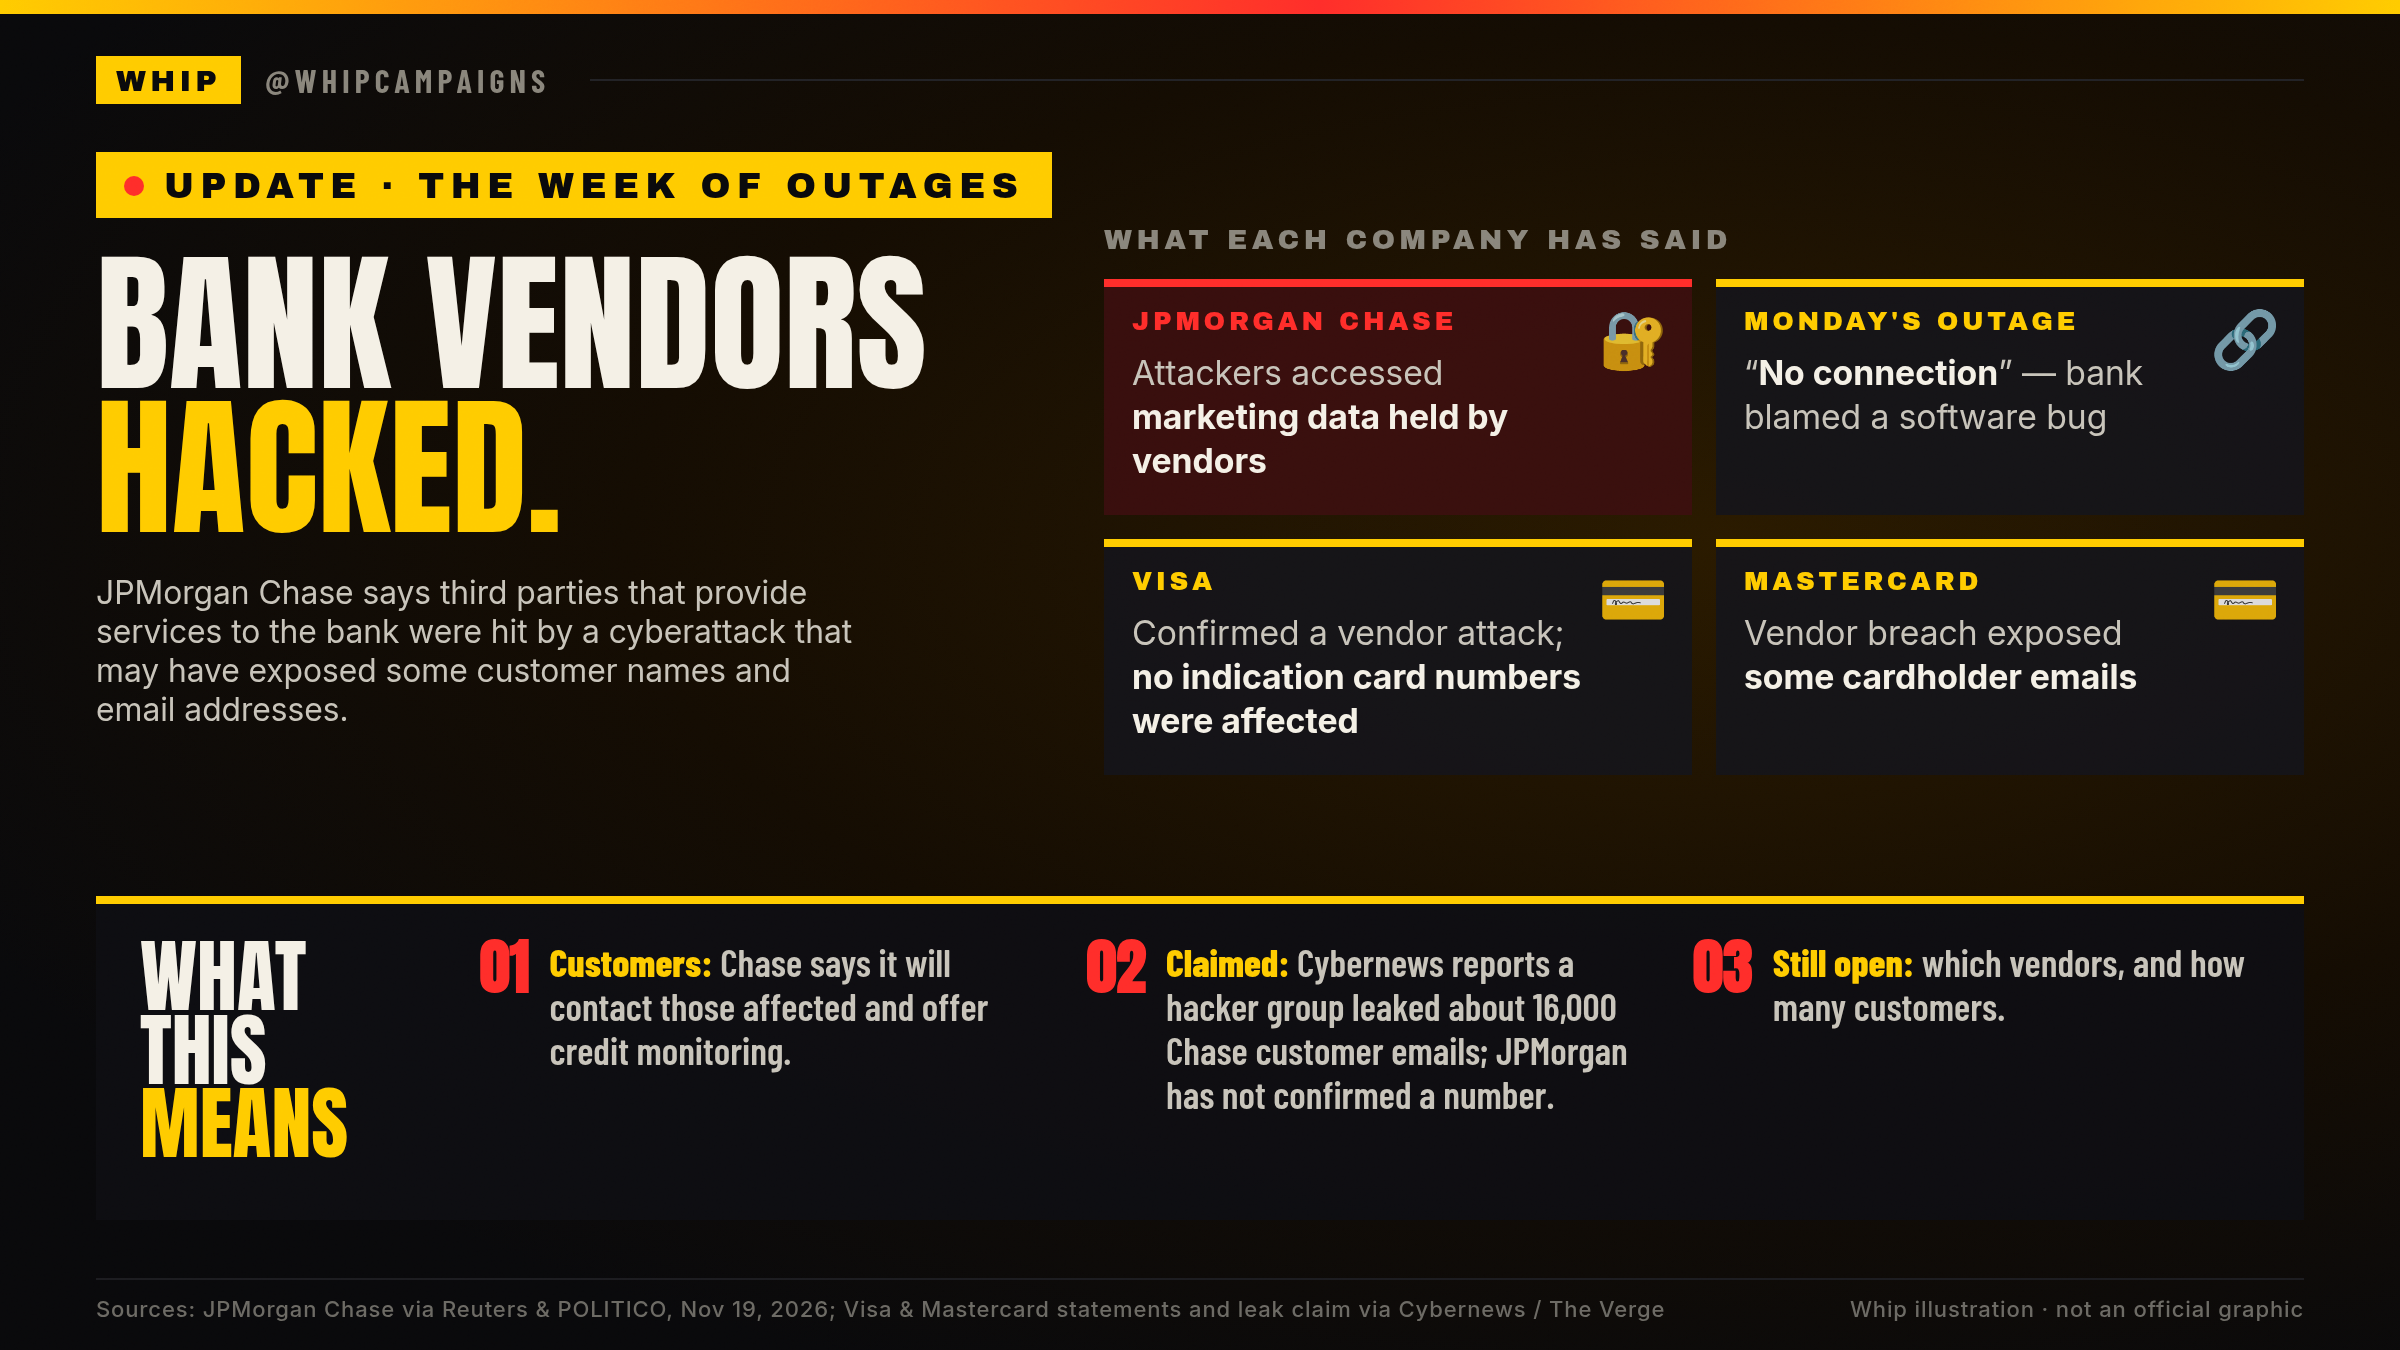 WHIP @WHIPCAMPAIGNS
UPDATE · THE WEEK OF OUTAGES
BANK VENDORS
HACKED.
JPMorgan Chase says third parties that provide
services to the bank were hit by a cyberattack that
may have exposed some customer names and
email addresses.
WHAT EACH COMPANY HAS SAID
JPMORGAN CHASE
Attackers accessed
marketing data held by
vendors
MONDAY'S OUTAGE
“No connection” — bank
blamed a software bug
VISA
Confirmed a vendor attack;
no indication card numbers
were affected
MASTERCARD
Vendor breach exposed
some cardholder emails
WHAT
THIS
MEANS
01 Customers: Chase says it will
contact those affected and offer
credit monitoring.
02 Claimed: Cybernews reports a
hacker group leaked about 16,000
Chase customer emails; JPMorgan
has not confirmed a number.
03 Still open: which vendors, and how
many customers.
Sources: JPMorgan Chase via Reuters & POLITICO, Nov 19, 2026; Visa & Mastercard statements and leak claim via Cybernews / The Verge
Whip illustration · not an official graphic